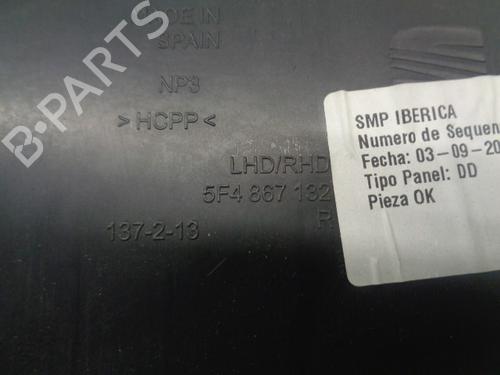 MADE IN
SPAIN
NP3
> HCPP <
LHD/RHD
5F4 867 132
R
137-2-13
SMP IBERICA
Numero de Sequen
Fecha: 03-09-20
Tipo Panel: DD
Pieza OK
B-PARTS